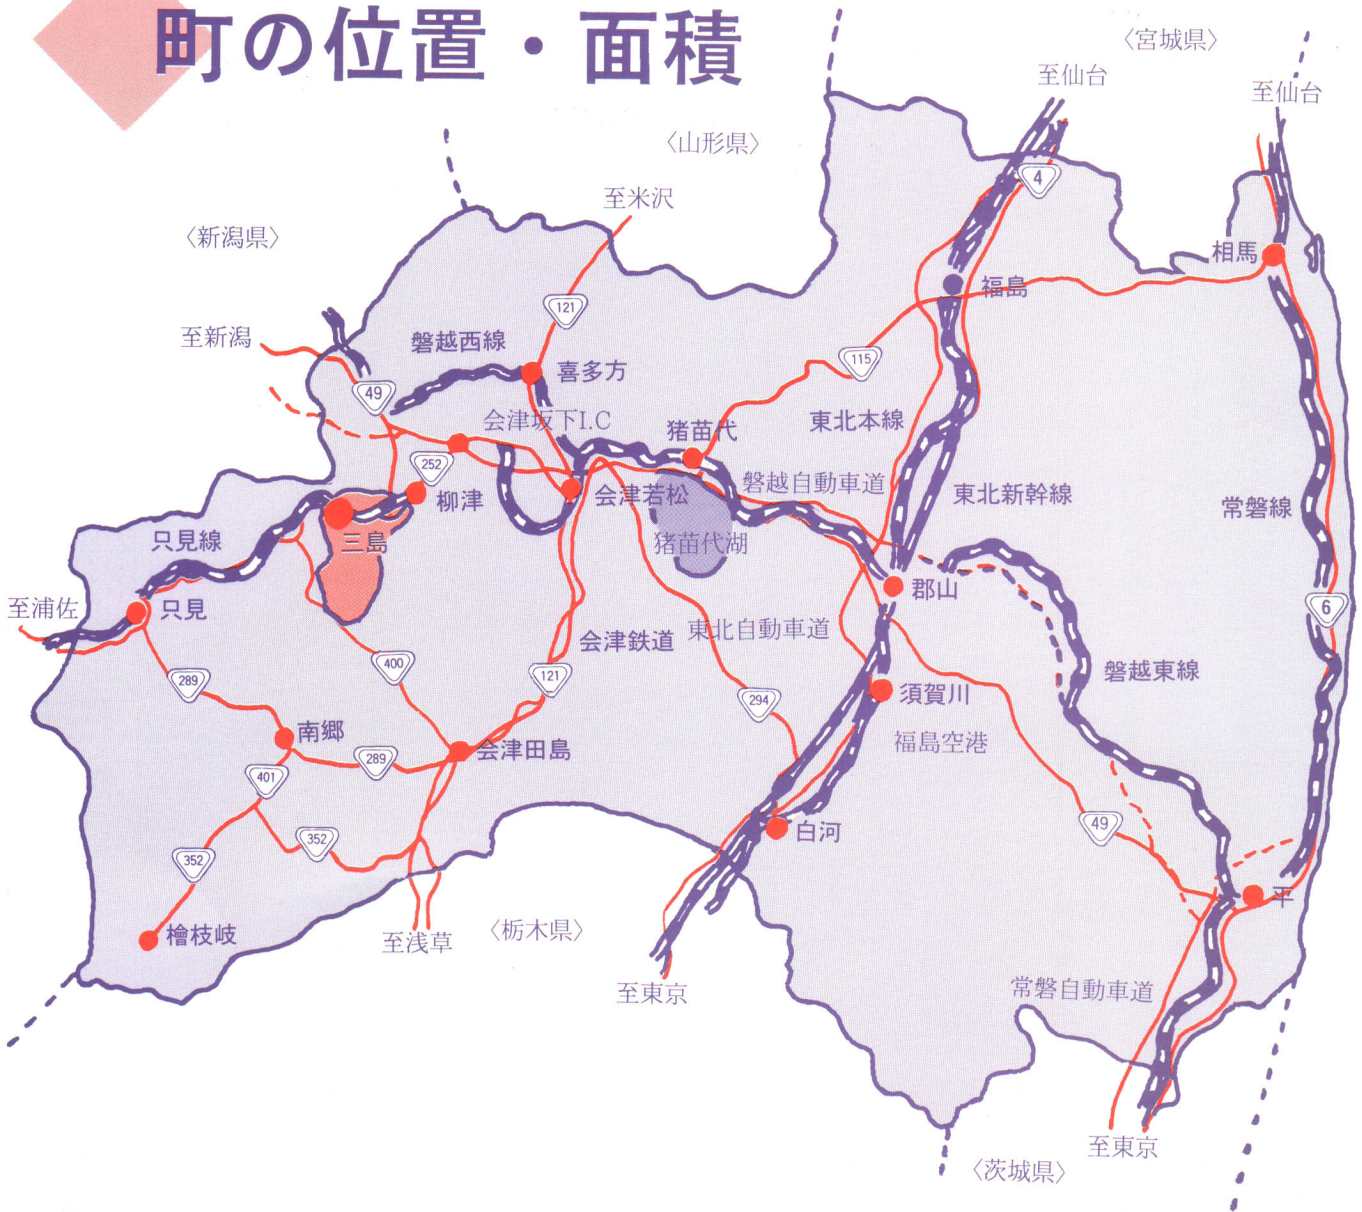 町の位置・面積
〈宮城県〉
至仙台
至仙台
〈山形県〉
4
至米沢
〈新潟県〉
相馬
福島
121
至新潟
磐越西線
115
喜多方
49
会津坂下I.C
猪苗代
東北本線
252
磐越自動車道
柳津
会津若松
東北新幹線
常磐線
三島
只見線
猪苗代湖
郡山
至浦佐
只見
6
東北自動車道
会津鉄道
400
磐越東線
121
289
須賀川
294
南郷
福島空港
会津田島
289
401
49
白河
352
352
平
檜枝岐
〈栃木県〉
至浅草
至東京
常磐自動車道
至東京
〈茨城県〉